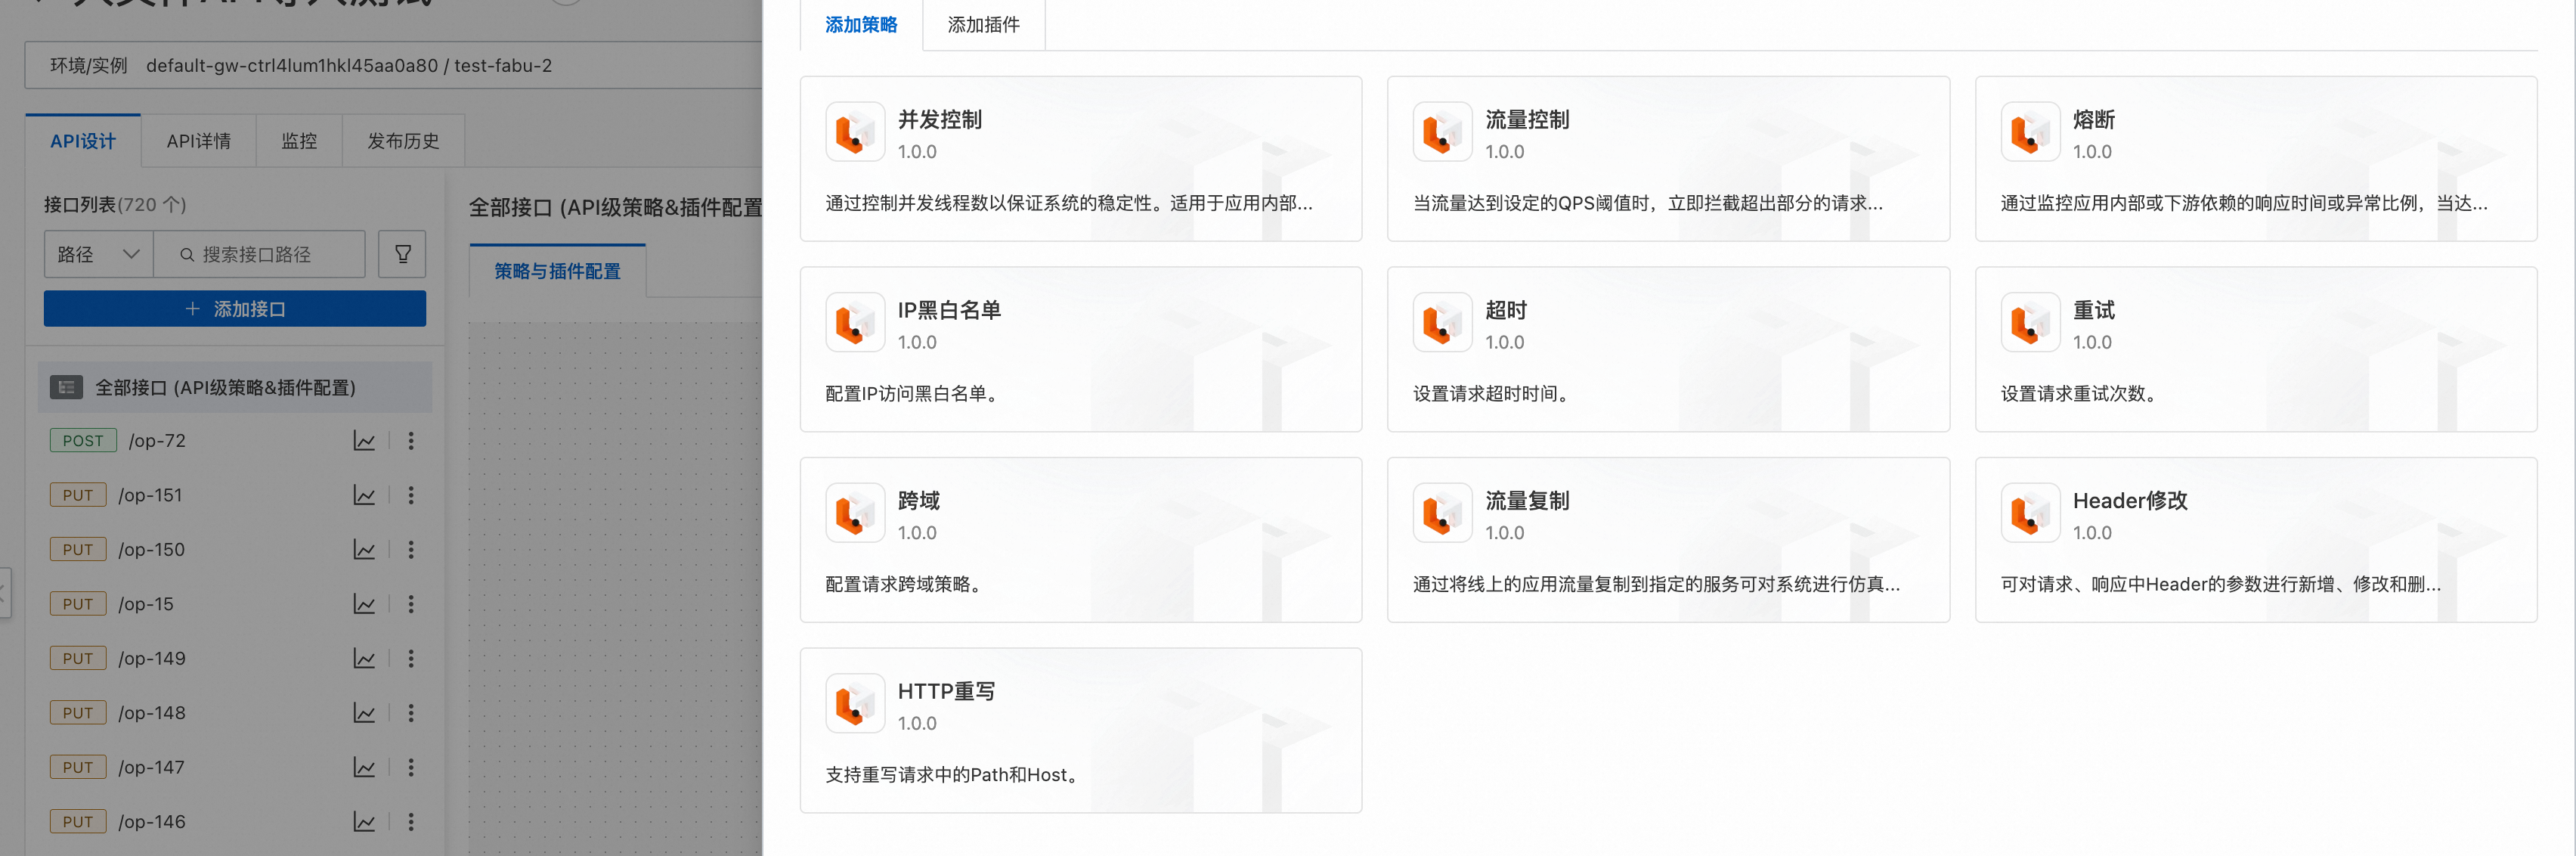 环境/实例 default-gw-ctrl4lum1hkl45aa0a80 / test-fabu-2
API设计 API详情 监控 发布历史
接口列表(720 个)
路径 搜索接口路径
添加接口
全部接口 (API级策略&插件配置)
POST /op-72
PUT /op-151
PUT /op-150
PUT /op-15
PUT /op-149
PUT /op-148
PUT /op-147
PUT /op-146
全部接口 (API级策略&插件配置
策略与插件配置
添加策略 添加插件
并发控制
1.0.0
通过控制并发线程数以保证系统的稳定性。适用于应用内部...
流量控制
1.0.0
当流量达到设定的QPS阈值时，立即拦截超出部分的请求...
熔断
1.0.0
通过监控应用内部或下游依赖的响应时间或异常比例，当达...
IP黑白名单
1.0.0
配置IP访问黑白名单。
超时
1.0.0
设置请求超时时间。
重试
1.0.0
设置请求重试次数。
跨域
1.0.0
配置请求跨域策略。
流量复制
1.0.0
通过将线上的应用流量复制到指定的服务可对系统进行仿真...
Header修改
1.0.0
可对请求、响应中Header的参数进行新增、修改和删...
HTTP重写
1.0.0
支持重写请求中的Path和Host。